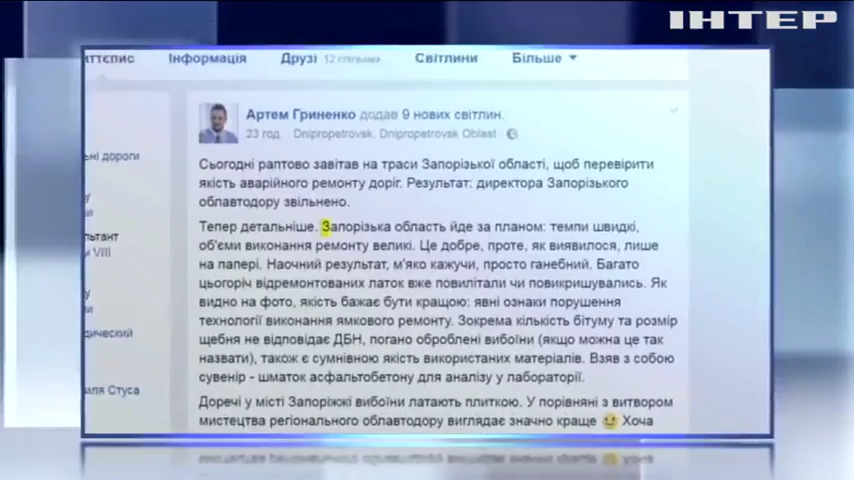 ІНТЕР
Інформація Друзі 12 спільних Світлини Більше
Артем Гриненко додав 9 нових світлин.
23 год. Dnipropetrovsk, Dnipropetrovsk Oblast
ьні дороги
Сьогодні раптово завітав на траси Запорізької області, щоб перевірити
якість аварійного ремонту доріг. Результат: директора Запорізького
облавтодору звільнено.
Тепер детальніше. Запорізька область йде за планом: темпи швидкі,
ультант
об'єми виконання ремонту великі. Це добре, проте, як виявилося, лише
ы VIII
на папері. Наочний результат, м'яко кажучи, просто ганебний. Багато
цьогоріч відремонтованих латок вже повилітали чи повикришувались. Як
видно на фото, якість бажає бути кращою: явні ознаки порушення
технології виконання ямкового ремонту. Зокрема кількість бітуму та розмір
дический
щебня не відповідає ДБН, погано оброблені вибоїни (якщо можна це так
назвати), також є сумнівною якість використаних матеріалів. Взяв з собою
сувенір - шматок асфальтобетону для аналізу у лабораторії.
иля Стуса
Доречі у місті Запоріжжі вибоїни латають плиткою. У порівняні з витвором
мистецтва регіонального облавтодору виглядає значно краще 😉 Хоча